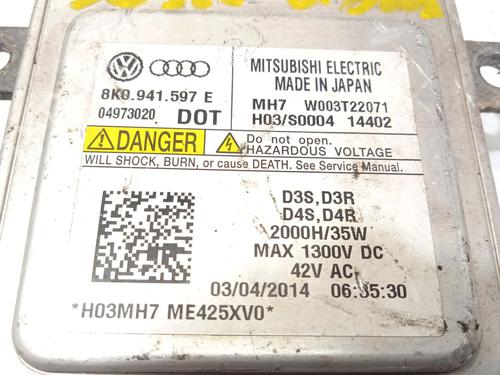 MITSUBISHI ELECTRIC
MADE IN JAPAN
8K0.941.597 E
04973020 DOT
MH7 W003T22071
H03/S0004 14402
DANGER
Do not open.
HAZARDOUS VOLTAGE
WILL SHOCK, BURN, or cause DEATH. See Service Manual.
D3S,D3R
D4S,D4R
2000H/35W
MAX 1300V DC
42V AC
03/04/2014 06:35:30
*H03MH7 ME425XV0*